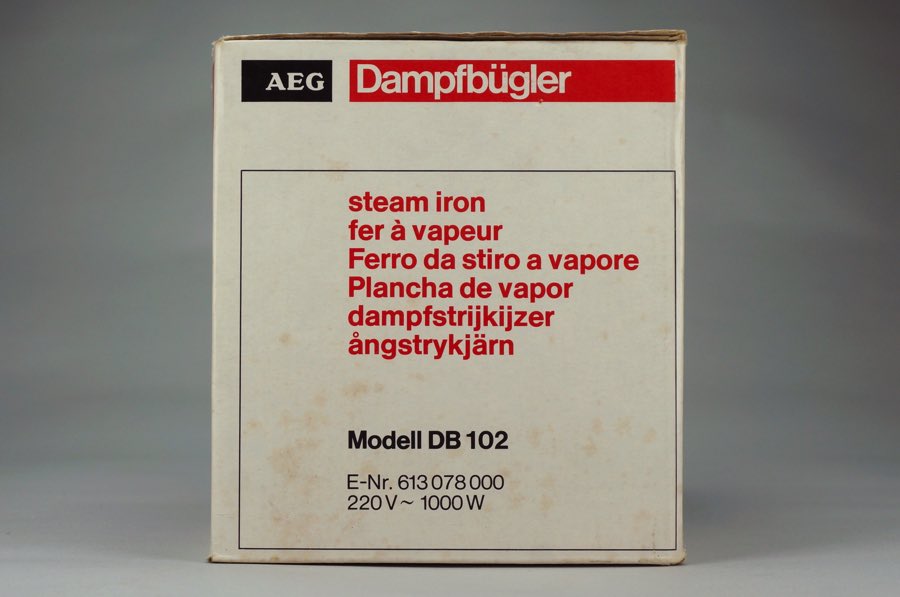 AEG Dampfbügler
steam iron
fer à vapeur
Ferro da stiro a vapore
Plancha de vapor
dampfstrijkijzer
ångstrykjärn
Modell DB 102
E-Nr. 613 078 000
220 V~ 1000 W